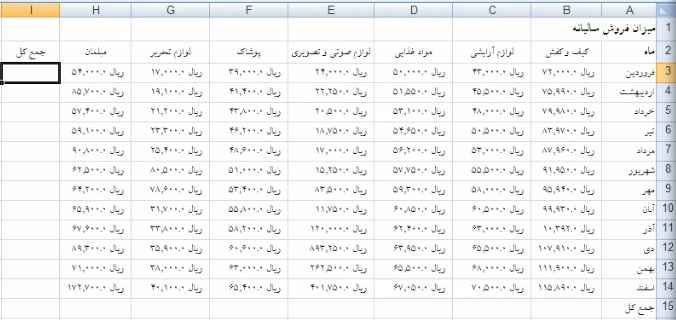 A B C D E F G H I
1 میزان فروش سالیانه
2 ماه کیف و کفش لوازم آرایشی مواد غذایی لوازم صوتی و تصویری پوشاک لوازم تحریر مبلمان جمع کل
3 فروردین ریال ۷۲,۰۰۰.۰ ریال ۴۳,۰۰۰.۰ ریال ۵۰,۰۰۰.۰ ریال ۲۴,۰۰۰.۰ ریال ۳۹,۰۰۰.۰ ریال ۱۷,۰۰۰.۰ ریال ۵۴,۰۰۰.۰
4 اردیبهشت ریال ۷۵,۹۹۰.۰ ریال ۴۵,۵۰۰.۰ ریال ۵۱,۵۵۰.۰ ریال ۲۲,۲۵۰.۰ ریال ۴۱,۴۰۰.۰ ریال ۱۹,۱۰۰.۰ ریال ۸۵,۷۰۰.۰
5 خرداد ریال ۷۹,۹۸۰.۰ ریال ۴۸,۰۰۰.۰ ریال ۵۳,۱۰۰.۰ ریال ۲۰,۵۰۰.۰ ریال ۴۳,۸۰۰.۰ ریال ۲۱,۲۰۰.۰ ریال ۵۷,۴۰۰.۰
6 تیر ریال ۸۳,۹۷۰.۰ ریال ۵۰,۵۰۰.۰ ریال ۵۴,۶۵۰.۰ ریال ۱۸,۷۵۰.۰ ریال ۴۶,۲۰۰.۰ ریال ۲۳,۳۰۰.۰ ریال ۵۹,۱۰۰.۰
7 مرداد ریال ۸۷,۹۶۰.۰ ریال ۵۳,۰۰۰.۰ ریال ۵۶,۲۰۰.۰ ریال ۱۷,۰۰۰.۰ ریال ۴۸,۶۰۰.۰ ریال ۲۵,۴۰۰.۰ ریال ۹۰,۸۰۰.۰
8 شهریور ریال ۹۱,۹۵۰.۰ ریال ۵۵,۵۰۰.۰ ریال ۵۷,۷۵۰.۰ ریال ۱۵,۲۵۰.۰ ریال ۵۱,۰۰۰.۰ ریال ۸۰,۵۰۰.۰ ریال ۶۲,۵۰۰.۰
9 مهر ریال ۹۵,۹۴۰.۰ ریال ۵۸,۰۰۰.۰ ریال ۵۹,۳۰۰.۰ ریال ۸۳,۵۰۰.۰ ریال ۵۳,۴۰۰.۰ ریال ۷۸,۶۰۰.۰ ریال ۶۴,۲۰۰.۰
10 آبان ریال ۹۹,۹۳۰.۰ ریال ۶۰,۵۰۰.۰ ریال ۶۰,۸۵۰.۰ ریال ۱۱,۷۵۰.۰ ریال ۵۵,۸۰۰.۰ ریال ۳۱,۷۰۰.۰ ریال ۶۵,۹۰۰.۰
11 آذر ریال ۱۰,۳۹۲.۰ ریال ۶۳,۰۰۰.۰ ریال ۶۲,۴۰۰.۰ ریال ۱۲۰,۰۰۰.۰ ریال ۵۸,۲۰۰.۰ ریال ۳۳,۸۰۰.۰ ریال ۶۷,۶۰۰.۰
12 دی ریال ۱۰۷,۹۱۰.۰ ریال ۶۵,۵۰۰.۰ ریال ۶۳,۹۵۰.۰ ریال ۸۹۳,۲۵۰.۰ ریال ۶۰,۶۰۰.۰ ریال ۳۵,۹۰۰.۰ ریال ۸۹,۳۰۰.۰
13 بهمن ریال ۱۱۱,۹۰۰.۰ ریال ۶۸,۰۰۰.۰ ریال ۶۵,۵۰۰.۰ ریال ۲۶۲,۵۰۰.۰ ریال ۶۳,۰۰۰.۰ ریال ۳۸,۰۰۰.۰ ریال ۷۱,۰۰۰.۰
14 اسفند ریال ۱۱۵,۸۹۰.۰ ریال ۷۰,۵۰۰.۰ ریال ۶۷,۰۵۰.۰ ریال ۴۰۱,۷۵۰.۰ ریال ۶۵,۴۰۰.۰ ریال ۴۰,۱۰۰.۰ ریال ۱۷۲,۷۰۰.۰
15 جمع کل